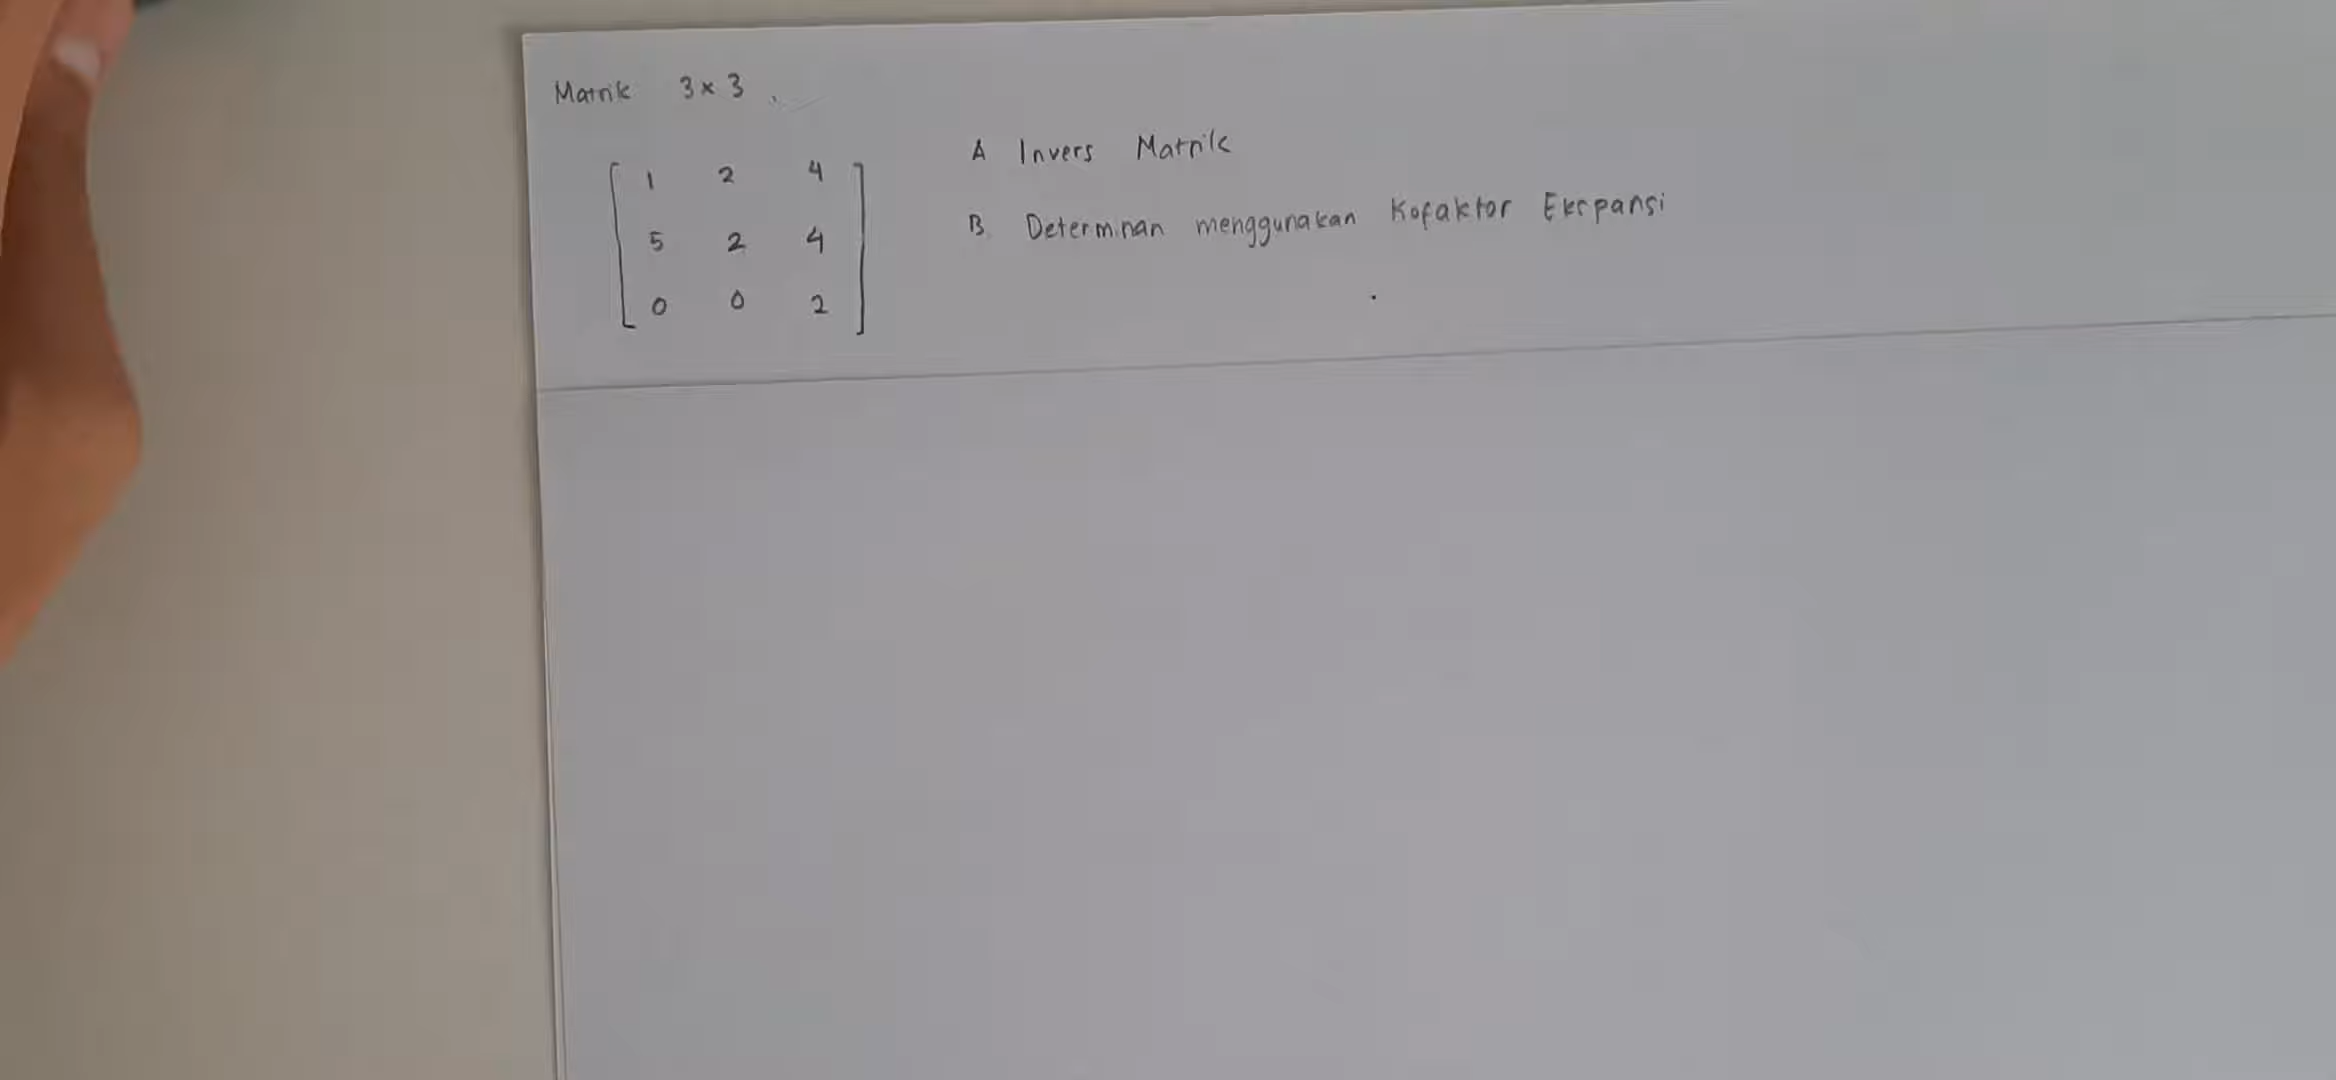 Matrik 3 x 3
A Invers Matrik
B. Determinan menggunakan Kofaktor Ekspansi
1 2 4
5 2 4
0 0 2